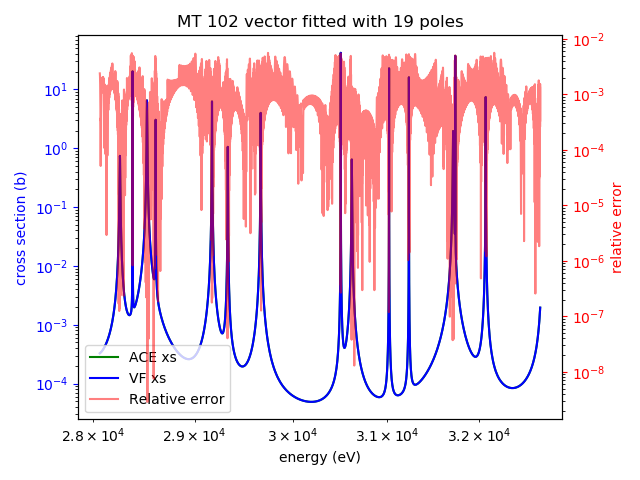 MT 102 vector fitted with 19 poles
cross section (b)
10¹
10⁰
10⁻¹
10⁻²
10⁻³
10⁻⁴
10⁻²
10⁻³
10⁻⁴
10⁻⁵
10⁻⁶
10⁻⁷
10⁻⁸
relative error
ACE xs
VF xs
Relative error
2.8 × 10⁴ 2.9 × 10⁴ 3 × 10⁴ 3.1 × 10⁴ 3.2 × 10⁴
energy (eV)